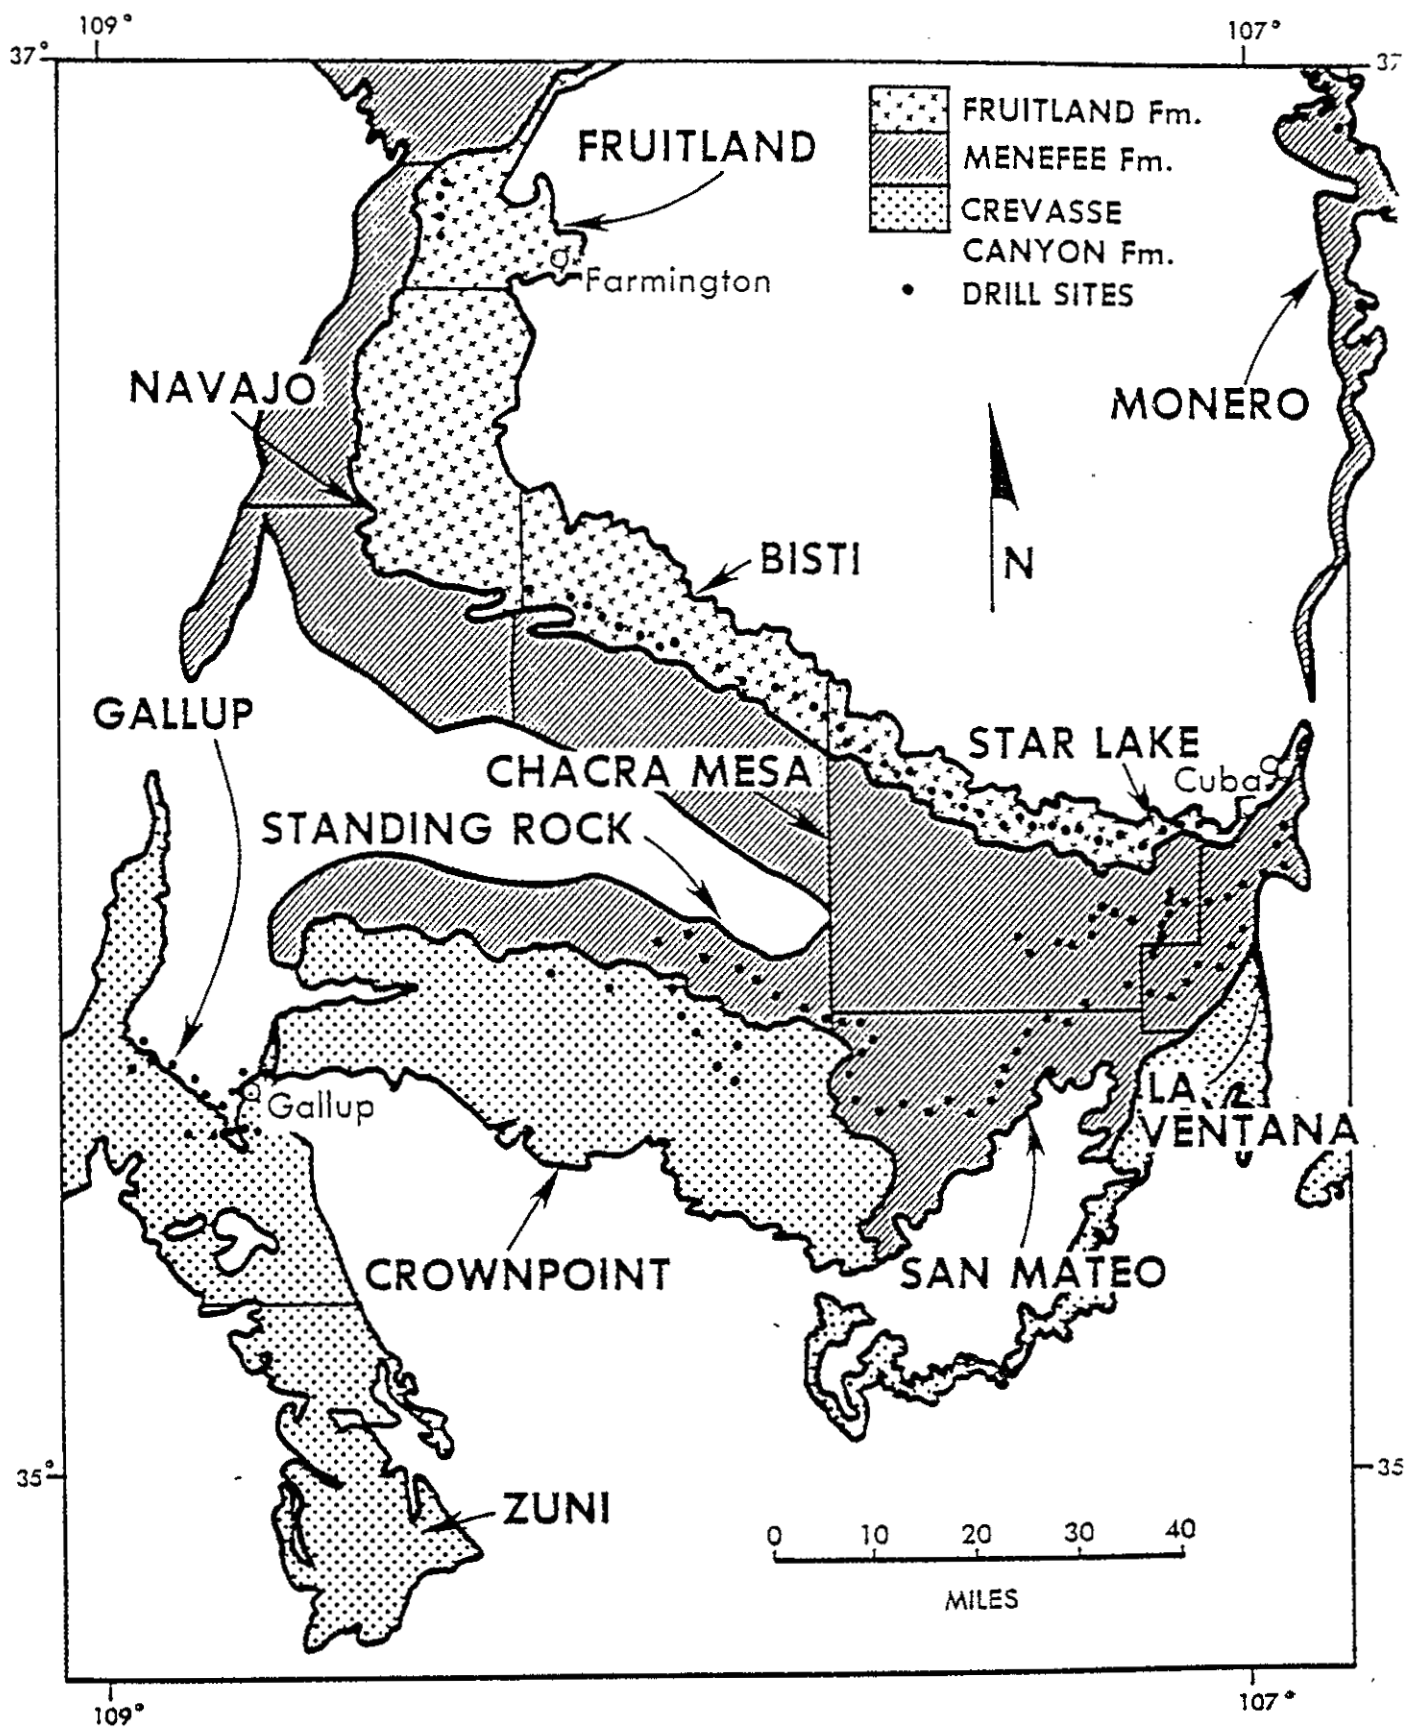 109°
107°
37°
37
FRUITLAND Fm.
MENEFEE Fm.
CREVASSE
CANYON Fm.
DRILL SITES
FRUITLAND
Farmington
NAVAJO
MONERO
N
BISTI
GALLUP
STAR LAKE
CHACRA MESA
Cuba
STANDING ROCK
Gallup
LA
VENTANA
CROWNPOINT
SAN MATEO
35°
35
ZUNI
0 10 20 30 40
MILES
109°
107°